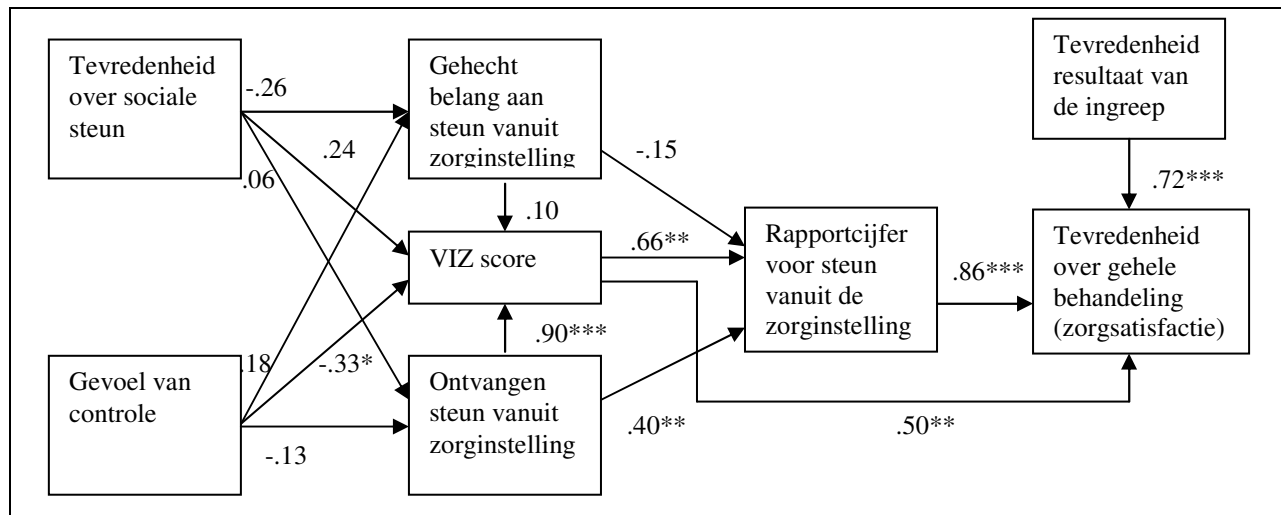 Tevredenheid
over sociale
steun
-.26
.24
.06
Gehecht
belang aan
steun vanuit
zorginstelling
-.15
.10
Tevredenheid
resultaat van
de ingreep
.72***
VIZ score
.66**
Rapportcijfer
voor steun
vanuit de
zorginstelling
.86***
Tevredenheid
over gehele
behandeling
(zorgsatisfactie)
.90***
Gevoel van
controle
.18
-.33*
-.13
Ontvangen
steun vanuit
zorginstelling
.40**
.50**